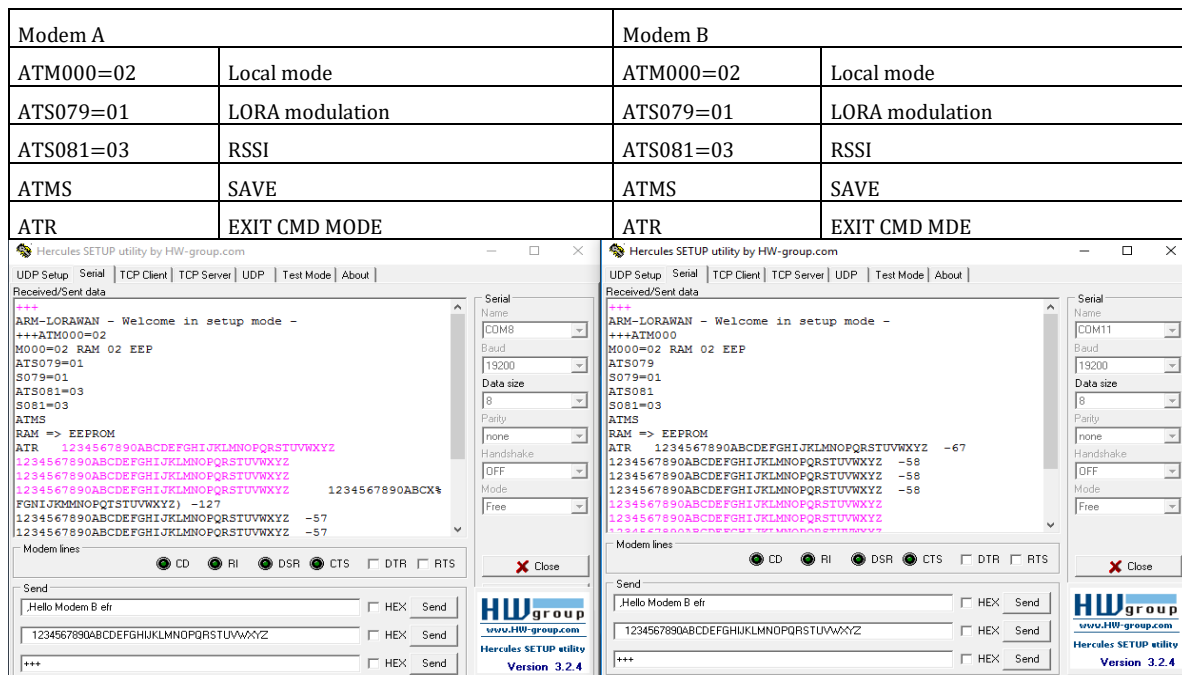 Modem A Modem B
ATM000=02 Local mode ATM000=02 Local mode
ATS079=01 LORA modulation ATS079=01 LORA modulation
ATS081=03 RSSI ATS081=03 RSSI
ATMS SAVE ATMS SAVE
ATR EXIT CMD MODE ATR EXIT CMD MDE
Hercules SETUP utility by HW-group.com
UDP Setup Serial TCP Client TCP Server UDP Test Mode About
Received/Sent data
+++
ARM-LORAWAN - Welcome in setup mode -
+++ATM000=02
M000=02 RAM 02 EEP
ATS079=01
S079=01
ATS081=03
S081=03
ATMS
RAM => EEPROM
ATR 1234567890ABCDEFGHIJKLMNOPQRSTUVWXYZ
1234567890ABCDEFGHIJKLMNOPQRSTUVWXYZ
1234567890ABCDEFGHIJKLMNOPQRSTUVWXYZ
1234567890ABCDEFGHIJKLMNOPQRSTUVWXYZ 1234567890ABCX%
FGNIJKMMNOPQTSTUVWXYZ) -127
1234567890ABCDEFGHIJKLMNOPQRSTUVWXYZ -57
1234567890ABCDEFGHIJKLMNOPQRSTUVWXYZ -57
Serial
Name
COM8
Baud
19200
Data size
8
Parity
none
Handshake
OFF
Mode
Free
Close
Modem lines
CD RI DSR CTS DTR RTS
Send
,Hello Modem B efr HEX Send
1234567890ABCDEFGHIJKLMNOPQRSTUVWXYZ HEX Send
+++ HEX Send
HWgroup
www.HW-group.com
Hercules SETUP utility
Version 3.2.4
Hercules SETUP utility by HW-group.com
UDP Setup Serial TCP Client TCP Server UDP Test Mode About
Received/Sent data
+++
ARM-LORAWAN - Welcome in setup mode -
+++ATM000
M000=02 RAM 02 EEP
ATS079
S079=01
ATS081
S081=03
ATMS
RAM => EEPROM
ATR 1234567890ABCDEFGHIJKLMNOPQRSTUVWXYZ -67
1234567890ABCDEFGHIJKLMNOPQRSTUVWXYZ -58
1234567890ABCDEFGHIJKLMNOPQRSTUVWXYZ -58
1234567890ABCDEFGHIJKLMNOPQRSTUVWXYZ -58
1234567890ABCDEFGHIJKLMNOPQRSTUVWXYZ
1234567890ABCDEFGHIJKLMNOPQRSTUVWXYZ
1234567890ABCDEFGHIJKLMNOPQRSTUVWXYZ
Serial
Name
COM11
Baud
19200
Data size
8
Parity
none
Handshake
OFF
Mode
Free
Close
Modem lines
CD RI DSR CTS DTR RTS
Send
,Hello Modem B efr HEX Send
1234567890ABCDEFGHIJKLMNOPQRSTUVWXYZ HEX Send
+++ HEX Send
HWgroup
www.HW-group.com
Hercules SETUP utility
Version 3.2.4